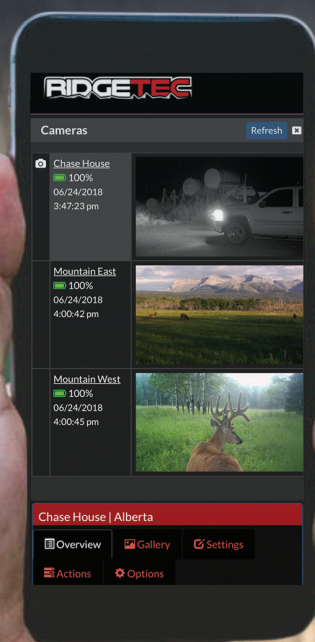 RIDGETEC
Cameras
Refresh
Chase House
100%
06/24/2018
3:47:23 pm
Mountain East
100%
06/24/2018
4:00:42 pm
Mountain West
100%
06/24/2018
4:00:45 pm
Chase House | Alberta
Overview Gallery Settings
Actions Options